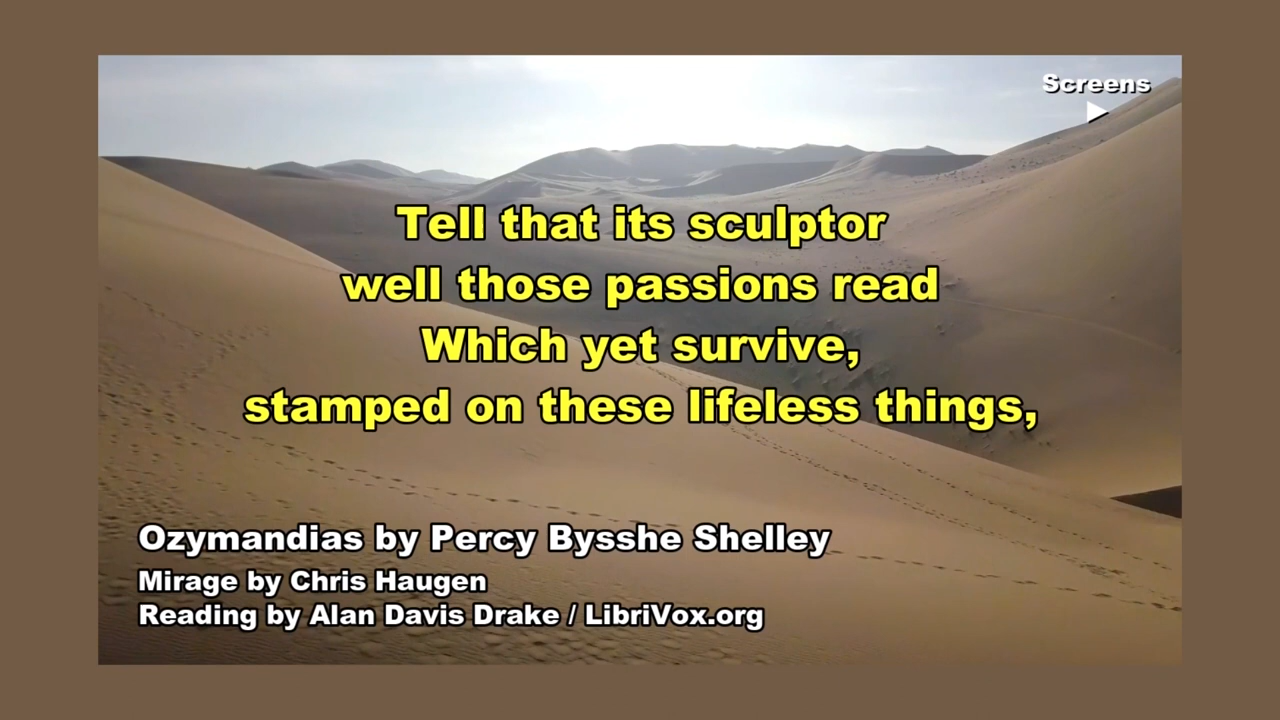 Screens
Tell that its sculptor
well those passions read
Which yet survive,
stamped on these lifeless things,
Ozymandias by Percy Bysshe Shelley
Mirage by Chris Haugen
Reading by Alan Davis Drake / LibriVox.org